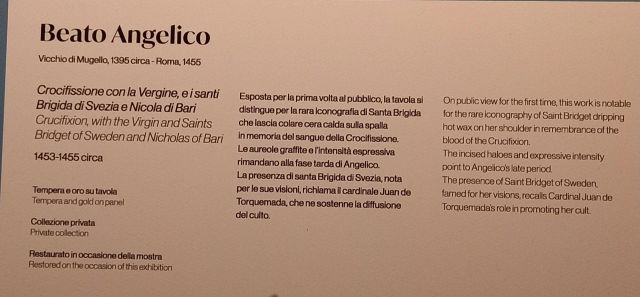 Beato Angelico
Vicchio di Mugello, 1395 circa - Roma, 1455
Crocifissione con la Vergine, e i santi
Brigida di Svezia e Nicola di Bari
Crucifixion, with the Virgin and Saints
Bridget of Sweden and Nicholas of Bari
1453-1455 circa
Tempera e oro su tavola
Tempera and gold on panel
Collezione privata
Private collection
Restaurato in occasione della mostra
Restored on the occasion of this exhibition
Esposta per la prima volta al pubblico, la tavola si
distingue per la rara iconografia di Santa Brigida
che lascia colare cera calda sulla spalla
in memoria del sangue della Crocifissione.
Le aureole graffite e l'intensità espressiva
rimandano alla fase tarda di Angelico.
La presenza di santa Brigida di Svezia, nota
per le sue visioni, richiama il cardinale Juan de
Torquemada, che ne sostenne la diffusione
del culto.
On public view for the first time, this work is notable
for the rare iconography of Saint Bridget dripping
hot wax on her shoulder in remembrance of the
blood of the Crucifixion.
The incised haloes and expressive intensity
point to Angelico's late period.
The presence of Saint Bridget of Sweden,
famed for her visions, recalls Cardinal Juan de
Torquemada's role in promoting her cult.